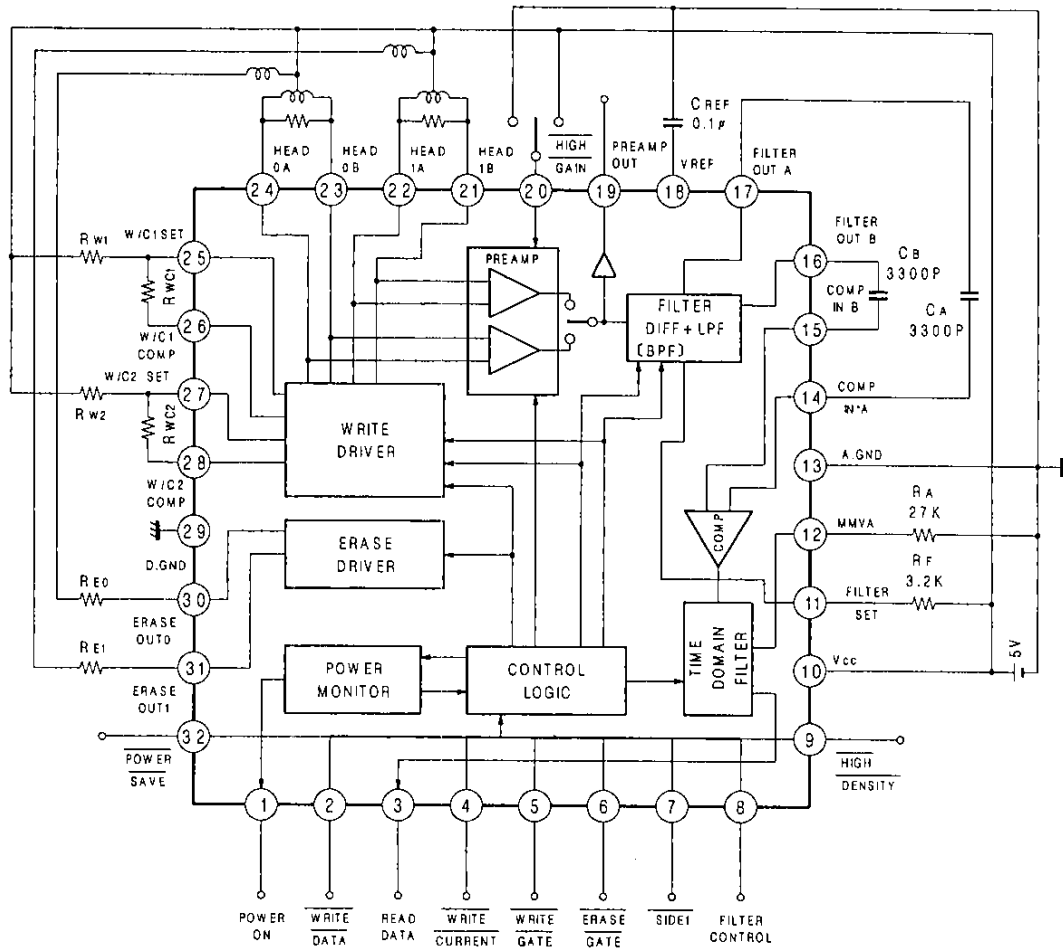 CREF
0.1μ
HEAD
0A
HEAD
0B
HEAD
1A
HEAD
1B
HIGH
GAIN
PREAMP
OUT
VREF
FILTER
OUT A
24
23
22
21
20
19
18
17
RW1
W/C1SET
25
RWC1
26
W/C1
COMP
W/C2 SET
27
RW2
RWC2
28
W/C2
COMP
29
D.GND
RE0
30
ERASE
OUT0
RE1
31
ERASE
OUT1
32
POWER
SAVE
PREAMP
FILTER
DIFF+LPF
(BPF)
WRITE
DRIVER
ERASE
DRIVER
POWER
MONITOR
CONTROL
LOGIC
COMP
TIME
DOMAIN
FILTER
FILTER
OUT B
16
CB
3300P
COMP
IN B
15
CA
3300P
14
COMP
IN*A
13
A.GND
RA
27K
12
MMVA
RF
3.2K
11
FILTER
SET
10
Vcc
5V
9
HIGH
DENSITY
1
2
3
4
5
6
7
8
POWER
ON
WRITE
DATA
READ
DATA
WRITE
CURRENT
WRITE
GATE
ERASE
GATE
SIDE1
FILTER
CONTROL